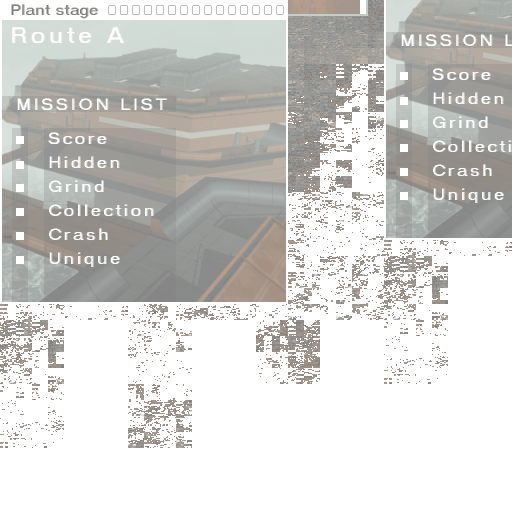 Plant stage
Route A
MISSION LIST
Score
Hidden
Grind
Collection
Crash
Unique
MISSION L
Score
Hidden
Grind
Collecti
Crash
Unique